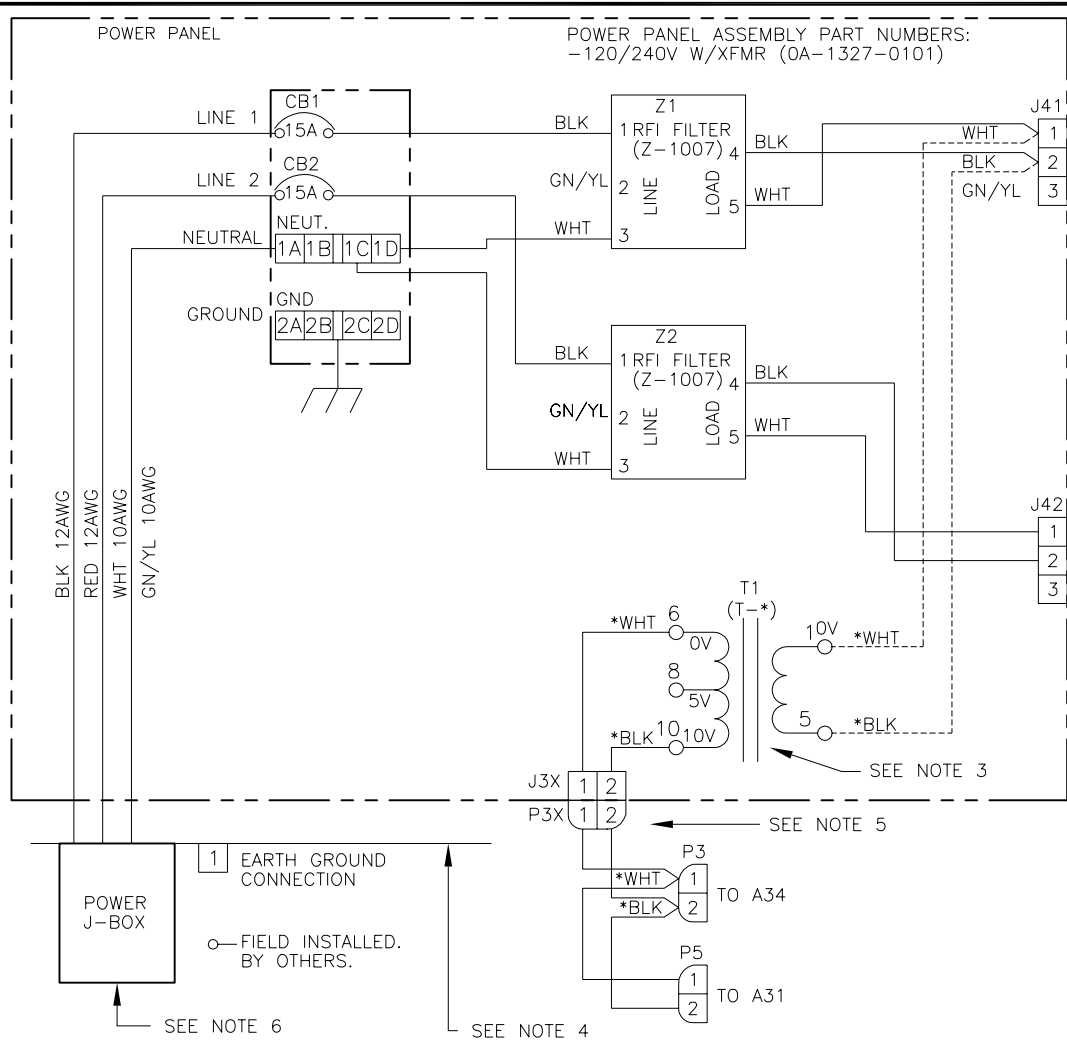 POWER PANEL
POWER PANEL ASSEMBLY PART NUMBERS:
-120/240V W/XFMR (0A-1327-0101)
CB1
LINE 1
15A
CB2
LINE 2
15A
NEUT.
NEUTRAL
1A 1B 1C 1D
GND
GROUND
2A 2B 2C 2D
Z1
BLK
1 RFI FILTER
(Z-1007)
4
BLK
GN/YL
2
LINE
LOAD
5
WHT
WHT
3
J41
WHT
1
BLK
2
GN/YL
3
Z2
BLK
1 RFI FILTER
(Z-1007)
4
BLK
GN/YL
2
LINE
LOAD
5
WHT
WHT
3
J42
1
2
3
BLK 12AWG
RED 12AWG
WHT 10AWG
GN/YL 10AWG
T1
(T-*)
*WHT
6
0V
8
5V
*BLK
10
10V
1
0V
*WHT
5
*BLK
SEE NOTE 3
J3X
1 2
P3X
1 2
SEE NOTE 5
P3
*WHT
1
*BLK
2
TO A34
P5
1
2
TO A31
1
EARTH GROUND
CONNECTION
POWER
J-BOX
FIELD INSTALLED.
BY OTHERS.
SEE NOTE 6
SEE NOTE 4